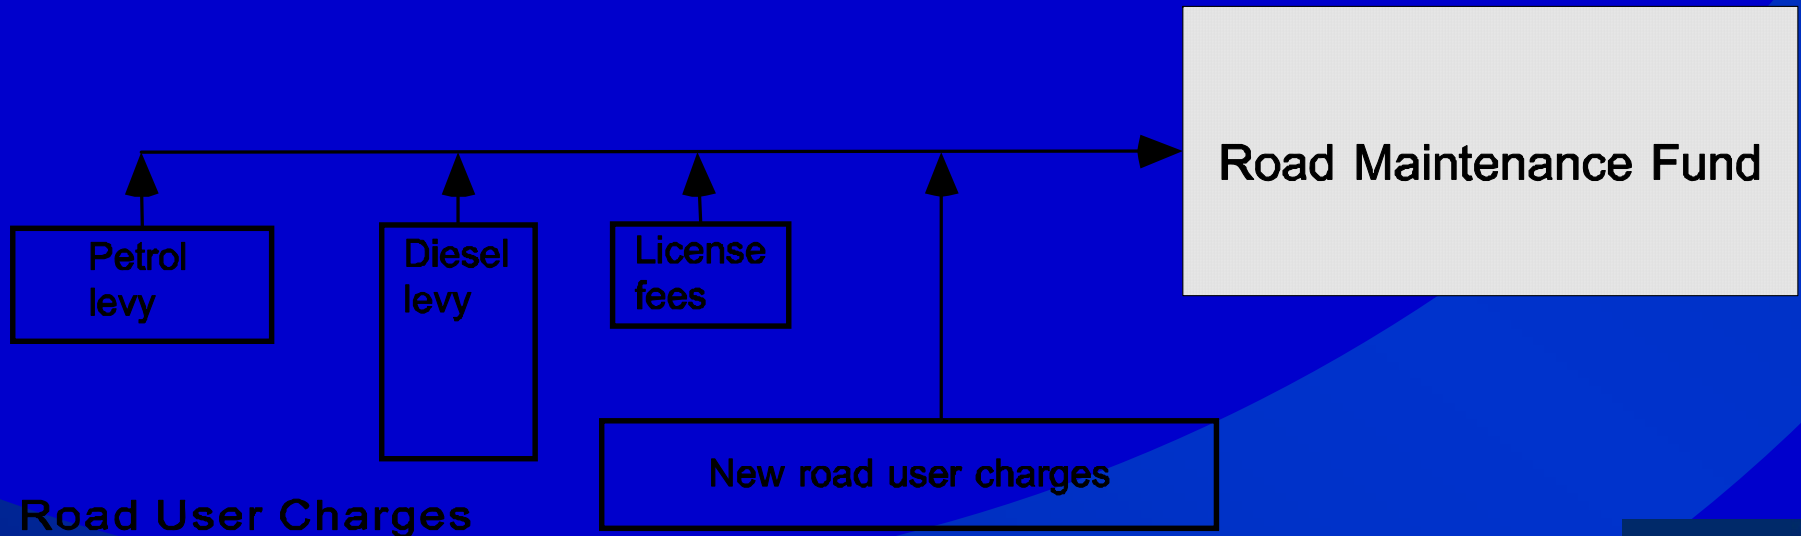 Road Maintenance Fund
Petrol
levy
Diesel
levy
License
fees
New road user charges
Road User Charges